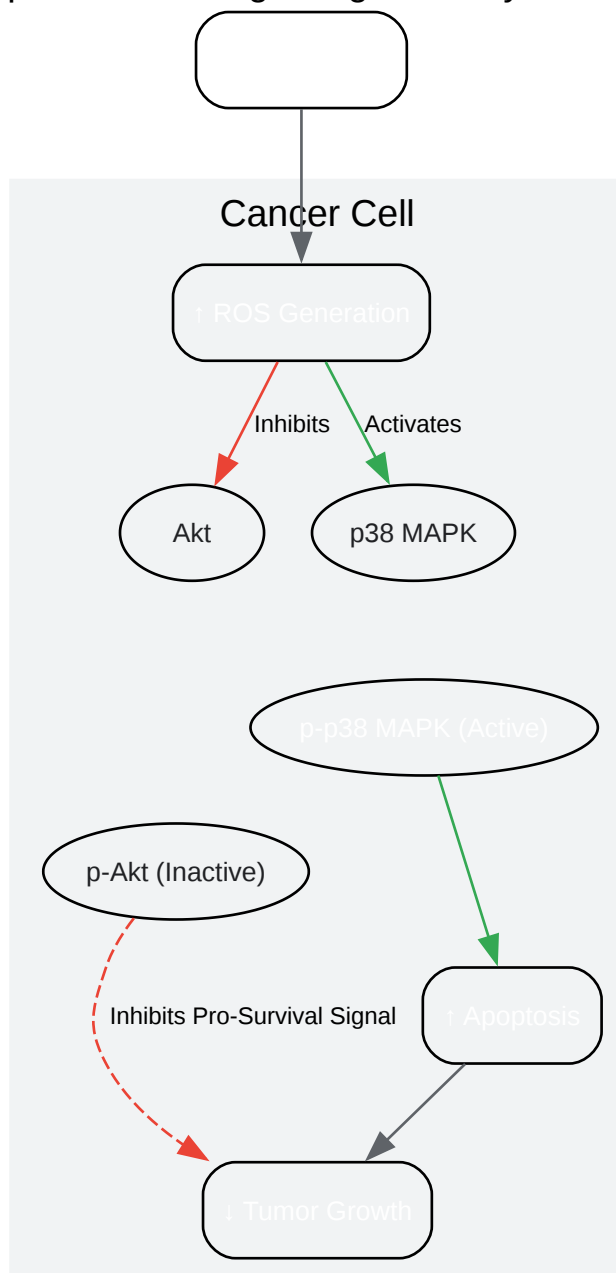 Cancer Cell
↑ ROS Generation
Inhibits
Activates
Akt
p38 MAPK
p-p38 MAPK (Active)
p-Akt (Inactive)
Inhibits Pro-Survival Signal
↑ Apoptosis
↓ Tumor Growth